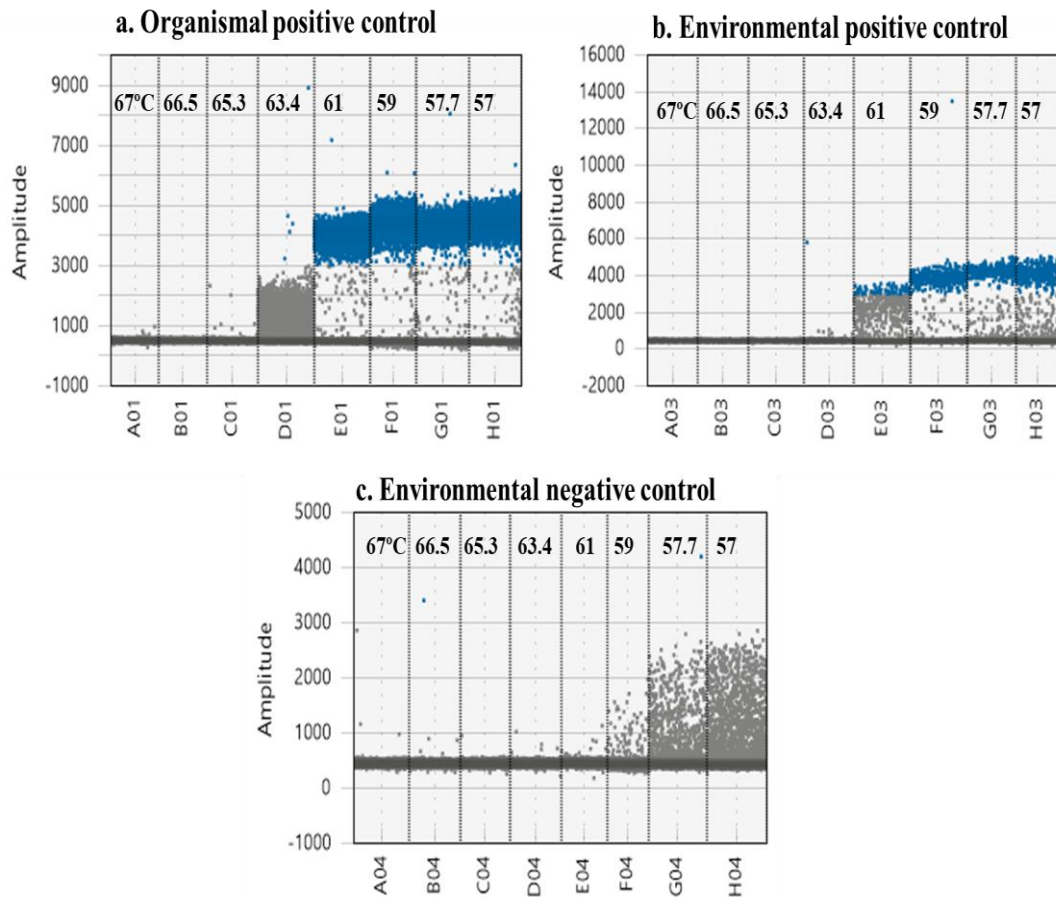 a. Organismal positive control
Amplitude
9000
7000
5000
3000
1000
-1000
67ºC 66.5 65.3 63.4 61 59 57.7 57
A01 B01 C01 D01 E01 F01 G01 H01
b. Environmental positive control
Amplitude
16000
14000
12000
10000
8000
6000
4000
2000
0
-2000
67ºC 66.5 65.3 63.4 61 59 57.7 57
A03 B03 C03 D03 E03 F03 G03 H03
c. Environmental negative control
Amplitude
5000
4000
3000
2000
1000
0
-1000
67ºC 66.5 65.3 63.4 61 59 57.7 57
A04 B04 C04 D04 E04 F04 G04 H04